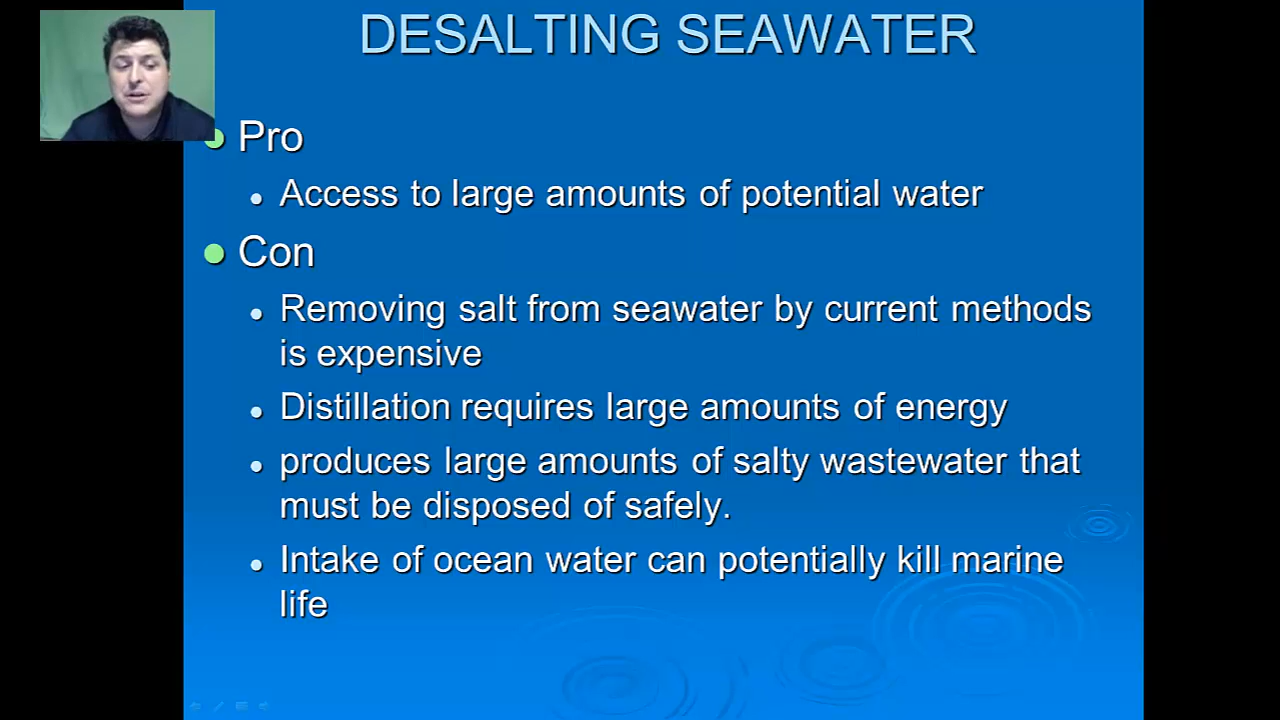 DESALTING SEAWATER
Pro
Access to large amounts of potential water
Con
Removing salt from seawater by current methods
is expensive
Distillation requires large amounts of energy
produces large amounts of salty wastewater that
must be disposed of safely.
Intake of ocean water can potentially kill marine
life